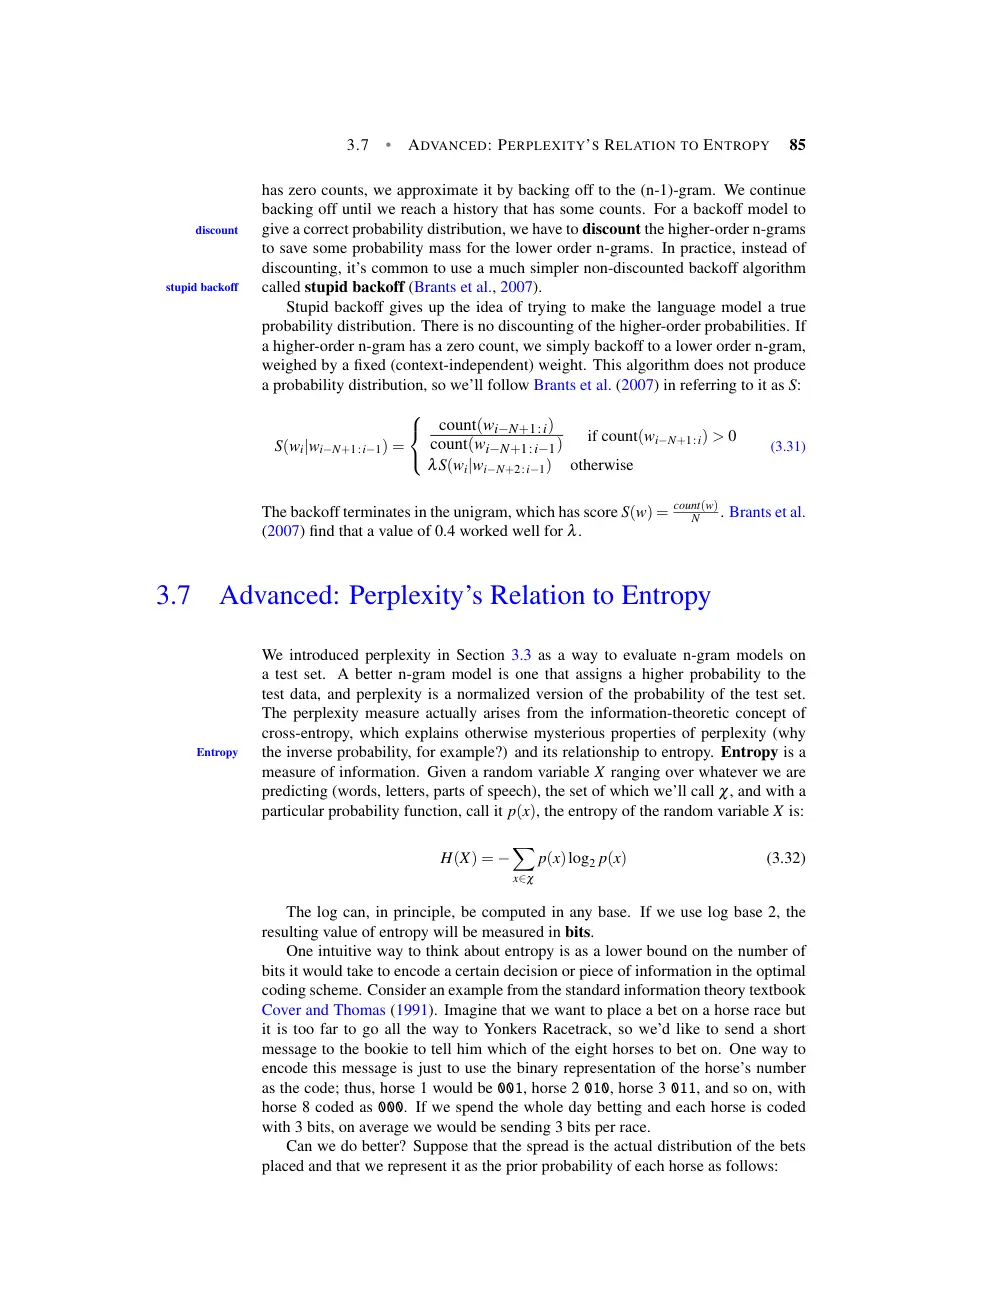 3.7 • ADVANCED: PERPLEXITY'S RELATION TO ENTROPY 85
has zero counts, we approximate it by backing off to the (n-1)-gram. We continue
backing off until we reach a history that has some counts. For a backoff model to
discount give a correct probability distribution, we have to discount the higher-order n-grams
to save some probability mass for the lower order n-grams. In practice, instead of
discounting, it's common to use a much simpler non-discounted backoff algorithm
stupid backoff called stupid backoff (Brants et al., 2007).
Stupid backoff gives up the idea of trying to make the language model a true
probability distribution. There is no discounting of the higher-order probabilities. If
a higher-order n-gram has a zero count, we simply backoff to a lower order n-gram,
weighed by a fixed (context-independent) weight. This algorithm does not produce
a probability distribution, so we'll follow Brants et al. (2007) in referring to it as S:
S(w_i|w_{i−N+1:i−1}) = { count(w_{i−N+1:i}) / count(w_{i−N+1:i−1}) if count(w_{i−N+1:i}) > 0 (3.31)
λS(w_i|w_{i−N+2:i−1}) otherwise
The backoff terminates in the unigram, which has score S(w) = count(w)/N . Brants et al.
(2007) find that a value of 0.4 worked well for λ.
3.7 Advanced: Perplexity's Relation to Entropy
We introduced perplexity in Section 3.3 as a way to evaluate n-gram models on
a test set. A better n-gram model is one that assigns a higher probability to the
test data, and perplexity is a normalized version of the probability of the test set.
The perplexity measure actually arises from the information-theoretic concept of
cross-entropy, which explains otherwise mysterious properties of perplexity (why
Entropy the inverse probability, for example?) and its relationship to entropy. Entropy is a
measure of information. Given a random variable X ranging over whatever we are
predicting (words, letters, parts of speech), the set of which we'll call χ, and with a
particular probability function, call it p(x), the entropy of the random variable X is:
H(X) = −∑_{x∈χ} p(x) log₂ p(x) (3.32)
The log can, in principle, be computed in any base. If we use log base 2, the
resulting value of entropy will be measured in bits.
One intuitive way to think about entropy is as a lower bound on the number of
bits it would take to encode a certain decision or piece of information in the optimal
coding scheme. Consider an example from the standard information theory textbook
Cover and Thomas (1991). Imagine that we want to place a bet on a horse race but
it is too far to go all the way to Yonkers Racetrack, so we'd like to send a short
message to the bookie to tell him which of the eight horses to bet on. One way to
encode this message is just to use the binary representation of the horse's number
as the code; thus, horse 1 would be 001, horse 2 010, horse 3 011, and so on, with
horse 8 coded as 000. If we spend the whole day betting and each horse is coded
with 3 bits, on average we would be sending 3 bits per race.
Can we do better? Suppose that the spread is the actual distribution of the bets
placed and that we represent it as the prior probability of each horse as follows: